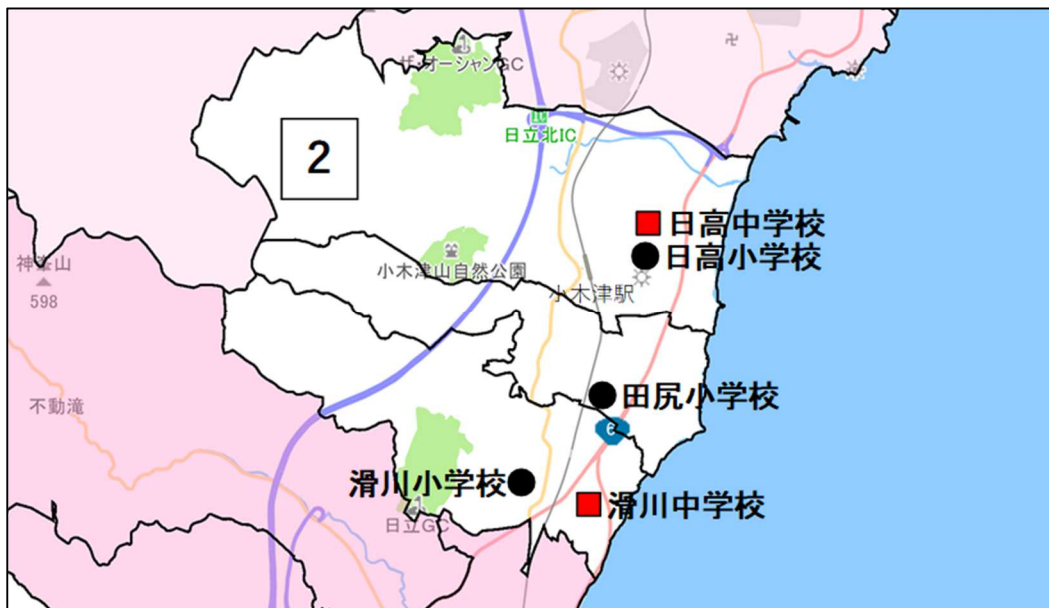 ザ・オーシャンGC
卍
IC
日立北IC
2
日高中学校
日高小学校
神峯山
598
小木津山自然公園
小木津駅
不動滝
田尻小学校
6
滑川小学校
滑川中学校
日立GC